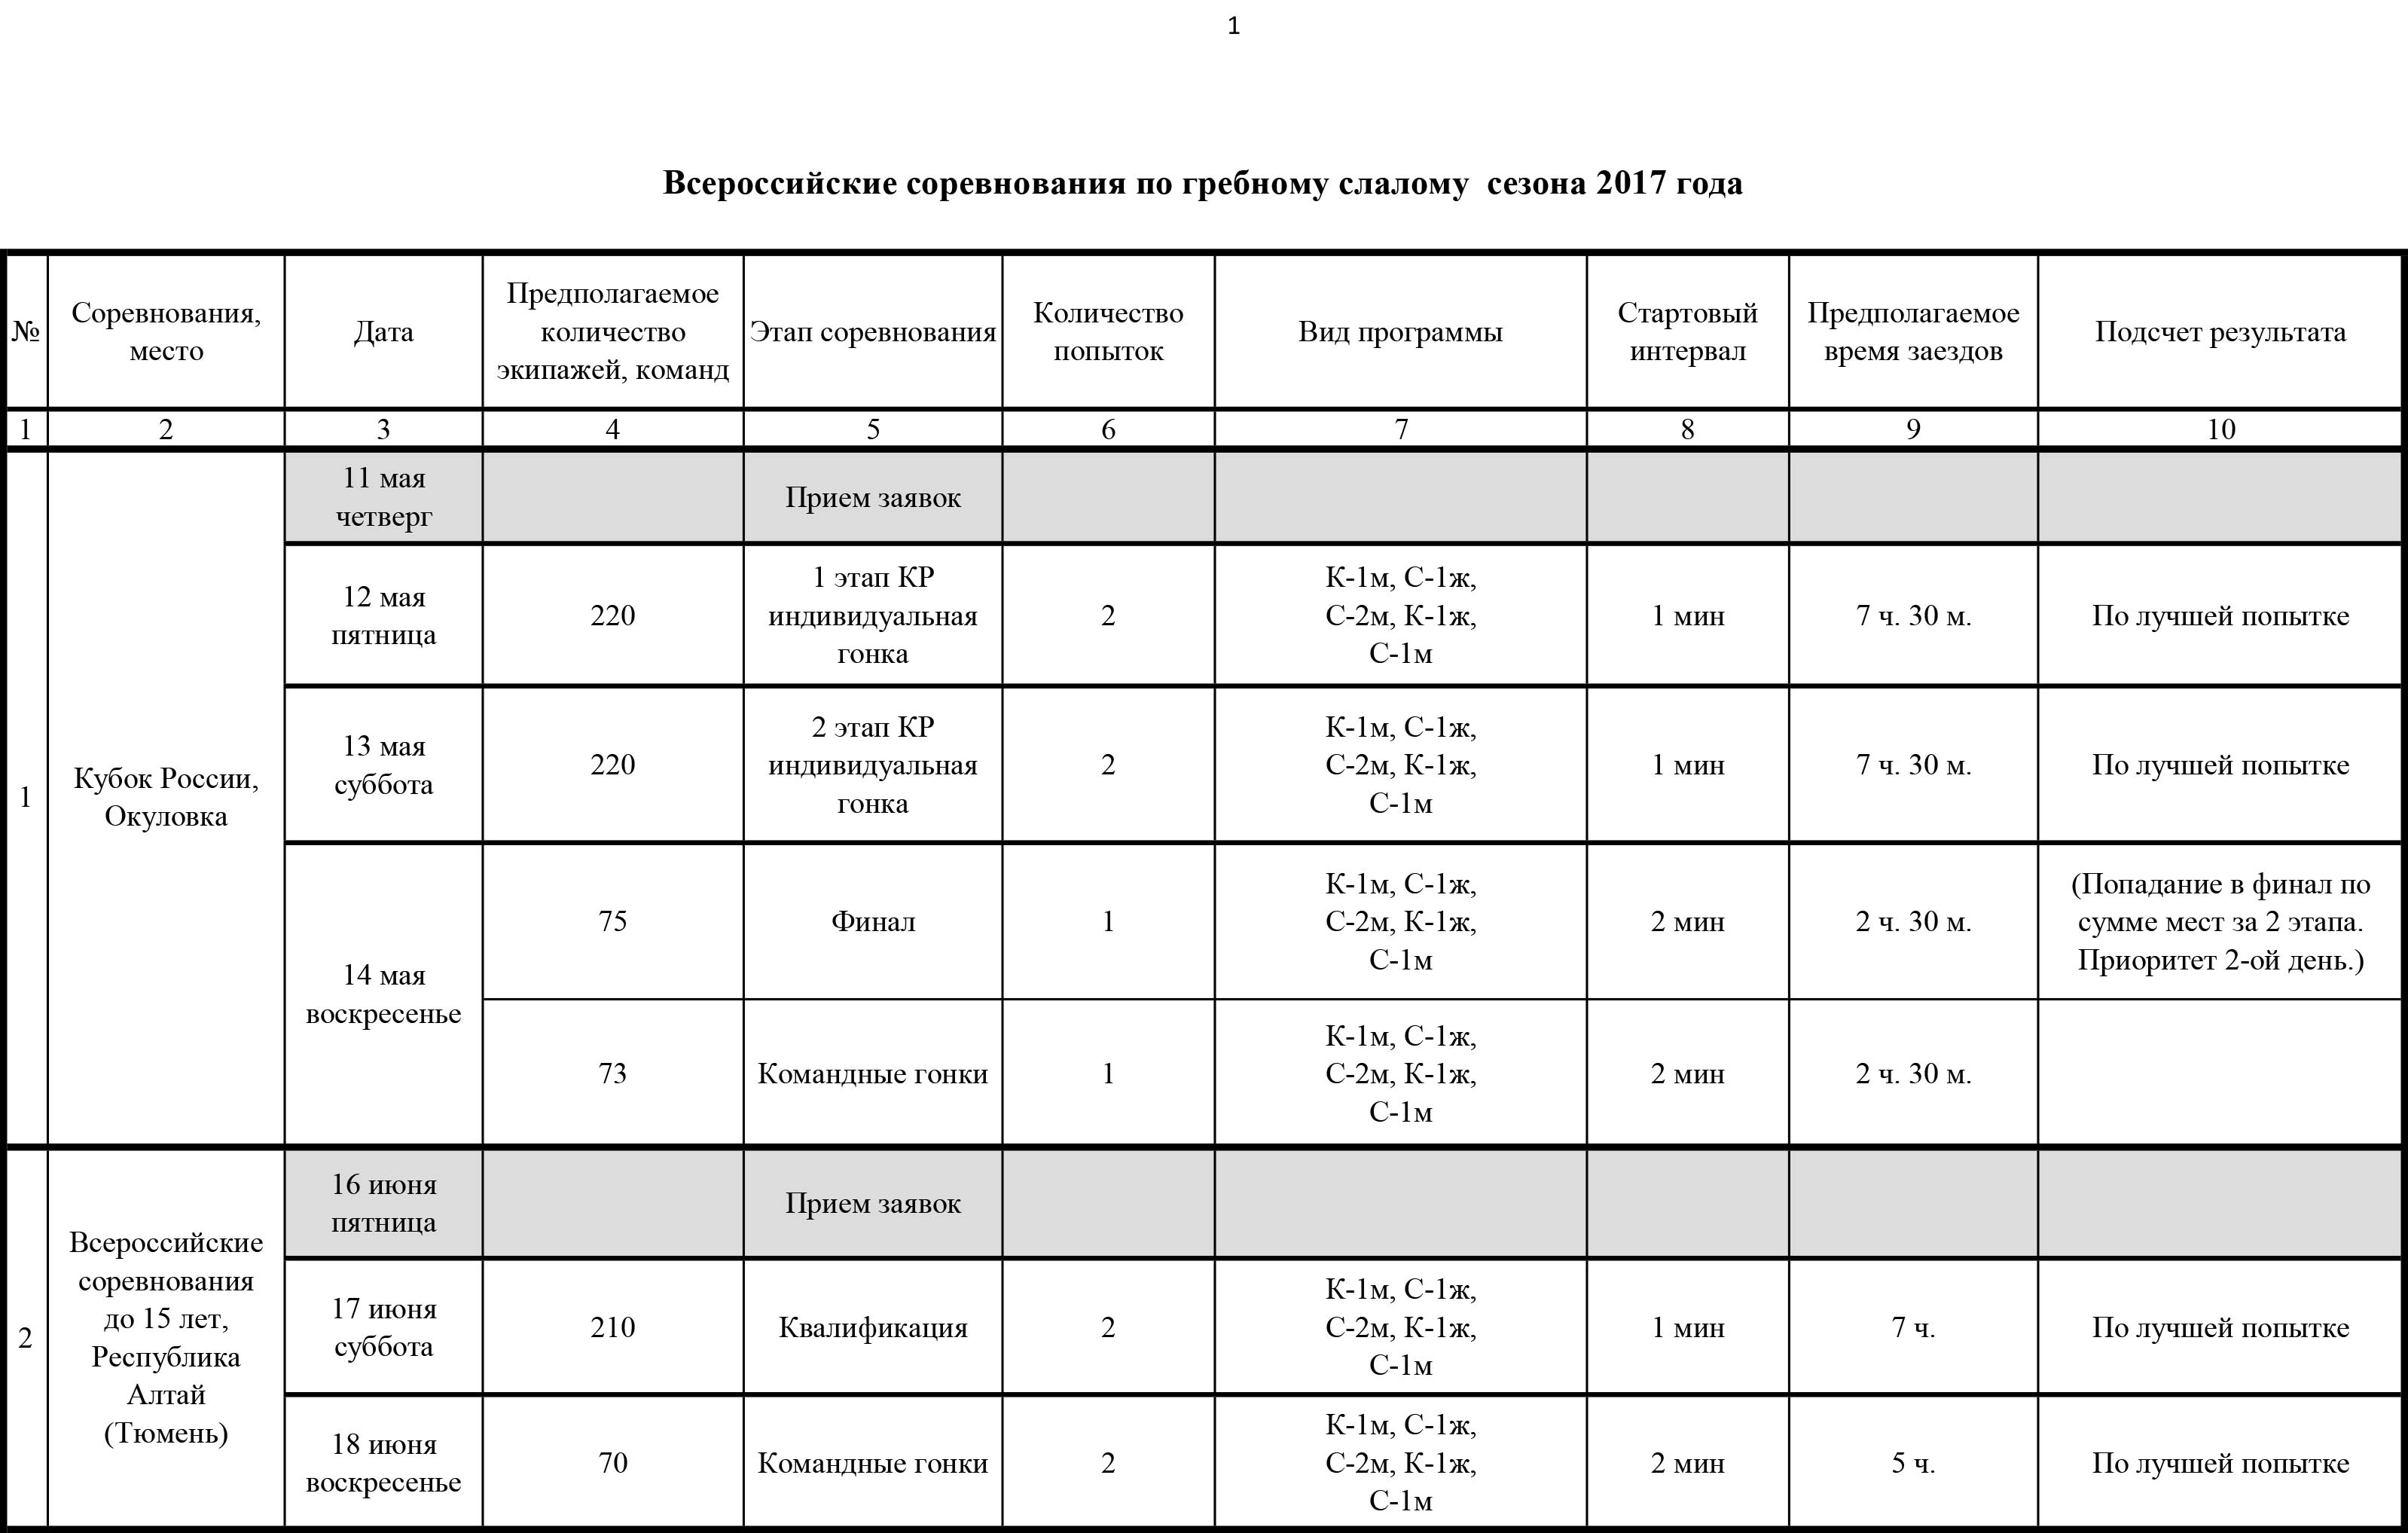 1
Всероссийские соревнования по гребному слалому  сезона 2017 года
№
Соревнования,
место
Дата
Предполагаемое
количество
экипажей, команд
Этап соревнования
Количество
попыток
Вид программы
Стартовый
интервал
Предполагаемое
время заездов
Подсчет результата
1
2
3
4
5
6
7
8
9
10
1
Кубок России,
Окуловка
11 мая
четверг
Прием заявок
12 мая
пятница
220
1 этап КР
индивидуальная
гонка
2
К-1м, С-1ж,
С-2м, К-1ж,
С-1м
1 мин
7 ч. 30 м.
По лучшей попытке
13 мая
суббота
220
2 этап КР
индивидуальная
гонка
2
К-1м, С-1ж,
С-2м, К-1ж,
С-1м
1 мин
7 ч. 30 м.
По лучшей попытке
14 мая
воскресенье
75
Финал
1
К-1м, С-1ж,
С-2м, К-1ж,
С-1м
2 мин
2 ч. 30 м.
(Попадание в финал по
сумме мест за 2 этапа.
Приоритет 2-ой день.)
73
Командные гонки
1
К-1м, С-1ж,
С-2м, К-1ж,
С-1м
2 мин
2 ч. 30 м.
2
Всероссийские
соревнования
до 15 лет,
Республика
Алтай
(Тюмень)
16 июня
пятница
Прием заявок
17 июня
суббота
210
Квалификация
2
К-1м, С-1ж,
С-2м, К-1ж,
С-1м
1 мин
7 ч.
По лучшей попытке
18 июня
воскресенье
70
Командные гонки
2
К-1м, С-1ж,
С-2м, К-1ж,
С-1м
2 мин
5 ч.
По лучшей попытке